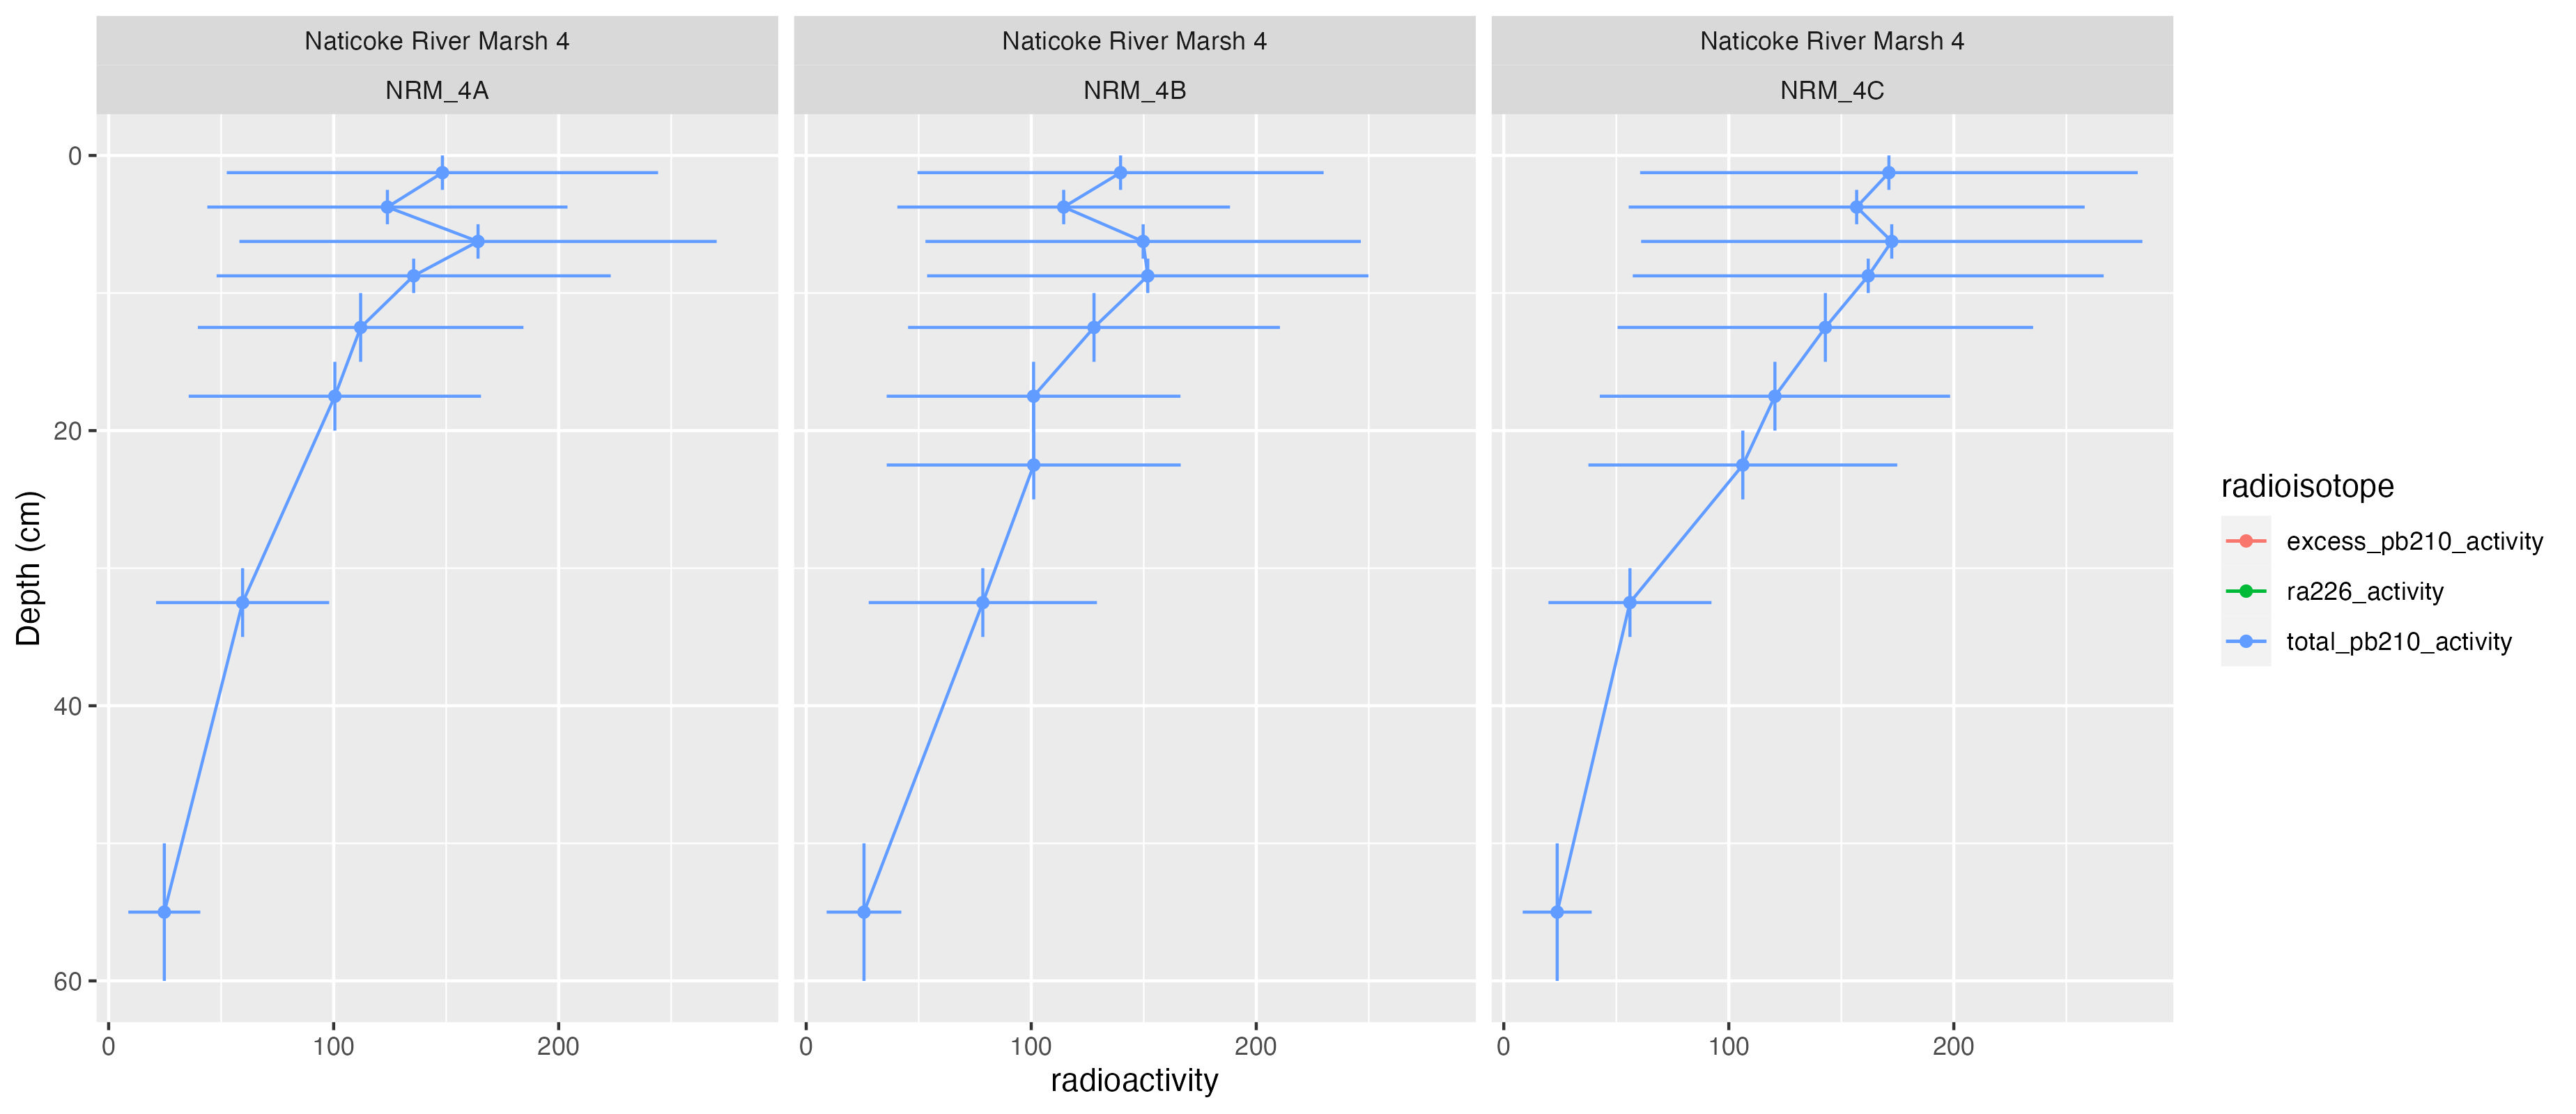 Naticoke River Marsh 4 Naticoke River Marsh 4 Naticoke River Marsh 4
NRM_4A NRM_4B NRM_4C
0
20
40
60
Depth (cm)
0 100 200 0 100 200 0 100 200
radioactivity
radioisotope
excess_pb210_activity
ra226_activity
total_pb210_activity